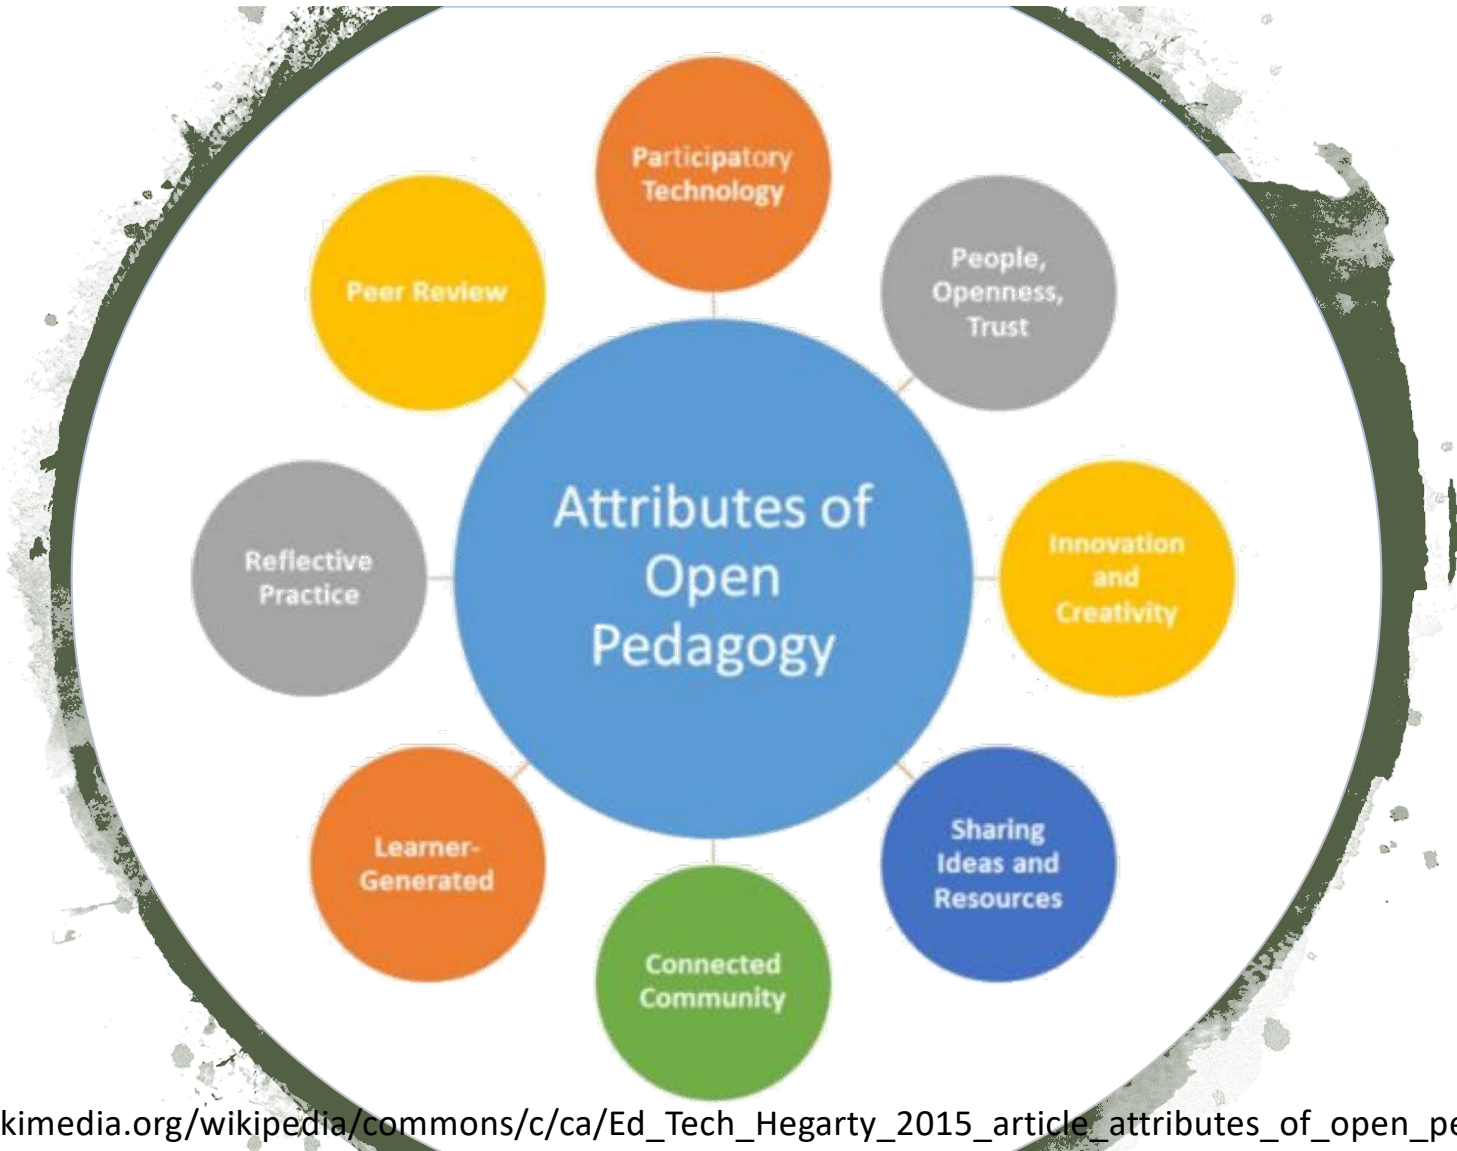 Participatory
Technology
People,
Openness,
Trust
Innovation
and
Creativity
Sharing
Ideas and
Resources
Connected
Community
Learner-
Generated
Reflective
Practice
Peer Review
Attributes of
Open
Pedagogy
kimedia.org/wikipedia/commons/c/ca/Ed_Tech_Hegarty_2015_article_attributes_of_open_pe